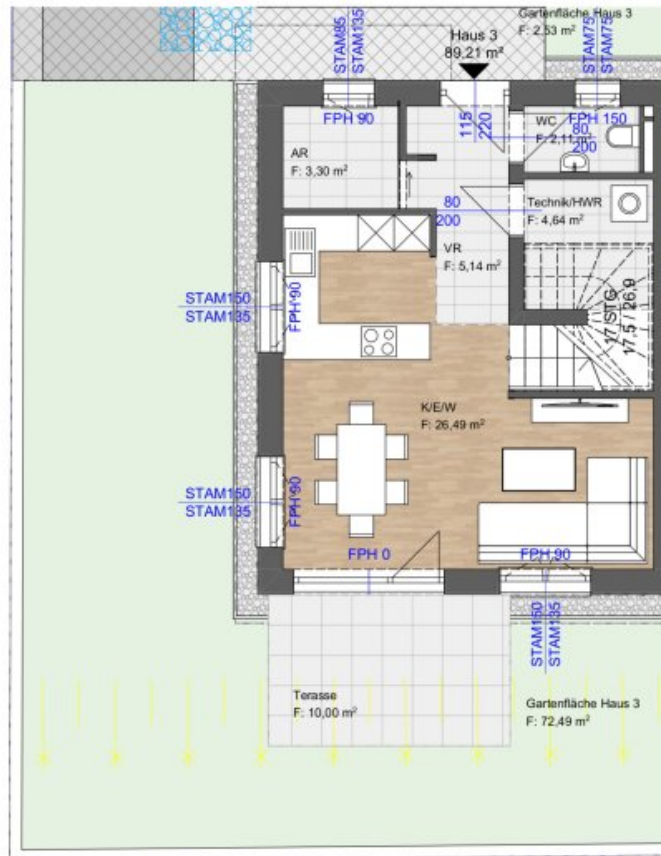 Gartenfläche Haus 3
F: 2,53 m²
Haus 3
89,21 m²
STAM85
STAM135
STAM75
STAM75
FPH 90
115
220
WC
F: 2,11 m²
FPH 150
80
200
AR
F: 3,30 m²
80
200
Technik/HWR
F: 4,64 m²
VR
F: 5,14 m²
STAM150
STAM135
FPH 90
17 STG
17,5 / 26,9
K/E/W
F: 26,49 m²
STAM150
STAM135
FPH 90
FPH 0
FPH 90
STAM150
STAM135
Terasse
F: 10,00 m²
Gartenfläche Haus 3
F: 72,49 m²